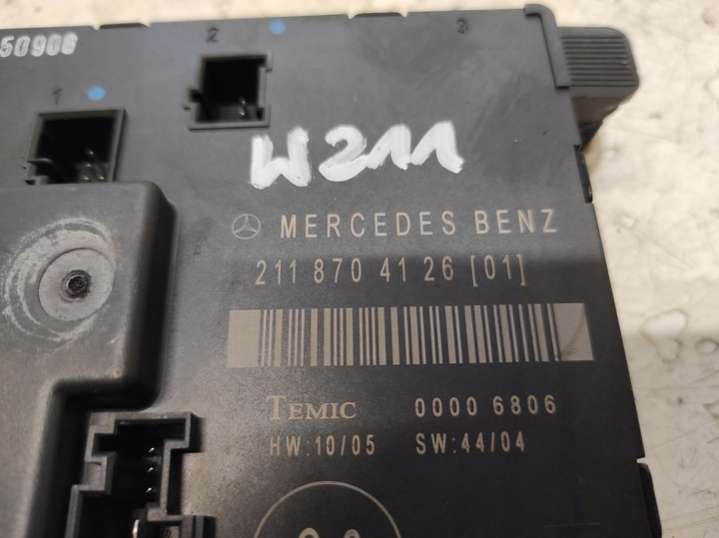 50908
2
3
1
W211
MERCEDES BENZ
211 870 41 26 [01]
TEMIC 0000 6806
HW:10/05 SW:44/04